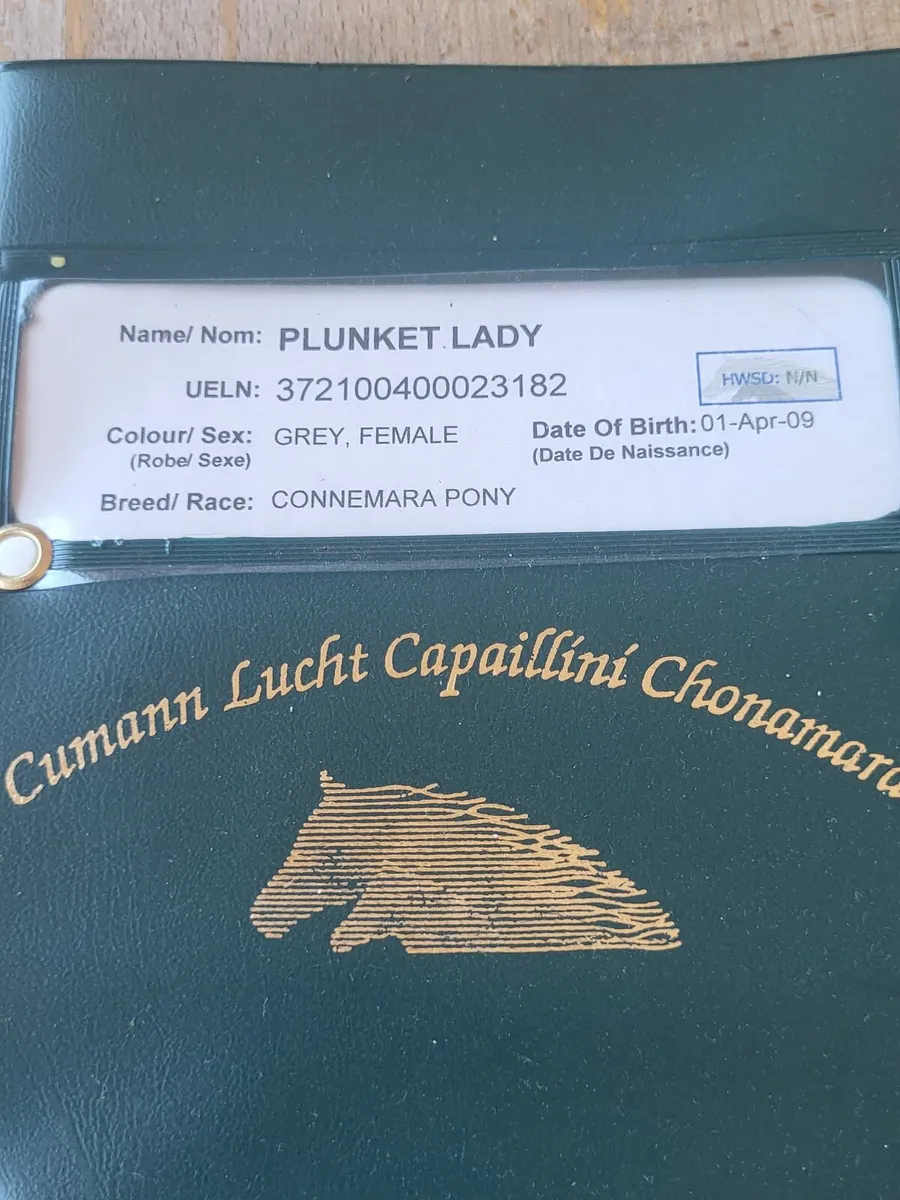 Name/ Nom: PLUNKET LADY
UELN: 372100400023182
HWSD: N/N
Colour/ Sex: GREY, FEMALE
(Robe/ Sexe)
Date Of Birth: 01-Apr-09
(Date De Naissance)
Breed/ Race: CONNEMARA PONY
Cumann Lucht Capaillíní Chonamara